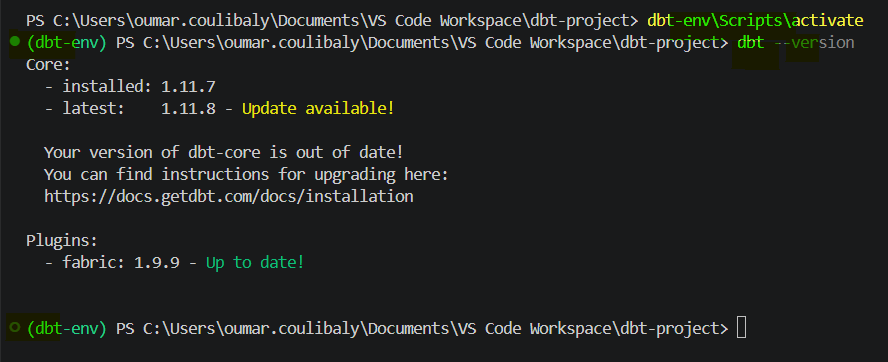 PS C:\Users\oumar.coulibaly\Documents\VS Code Workspace\dbt-project> dbt-env\Scripts\activate
(dbt-env) PS C:\Users\oumar.coulibaly\Documents\VS Code Workspace\dbt-project> dbt --version
Core:
  - installed: 1.11.7
  - latest:    1.11.8 - Update available!

  Your version of dbt-core is out of date!
  You can find instructions for upgrading here:
  https://docs.getdbt.com/docs/installation

Plugins:
  - fabric: 1.9.9 - Up to date!

(dbt-env) PS C:\Users\oumar.coulibaly\Documents\VS Code Workspace\dbt-project>